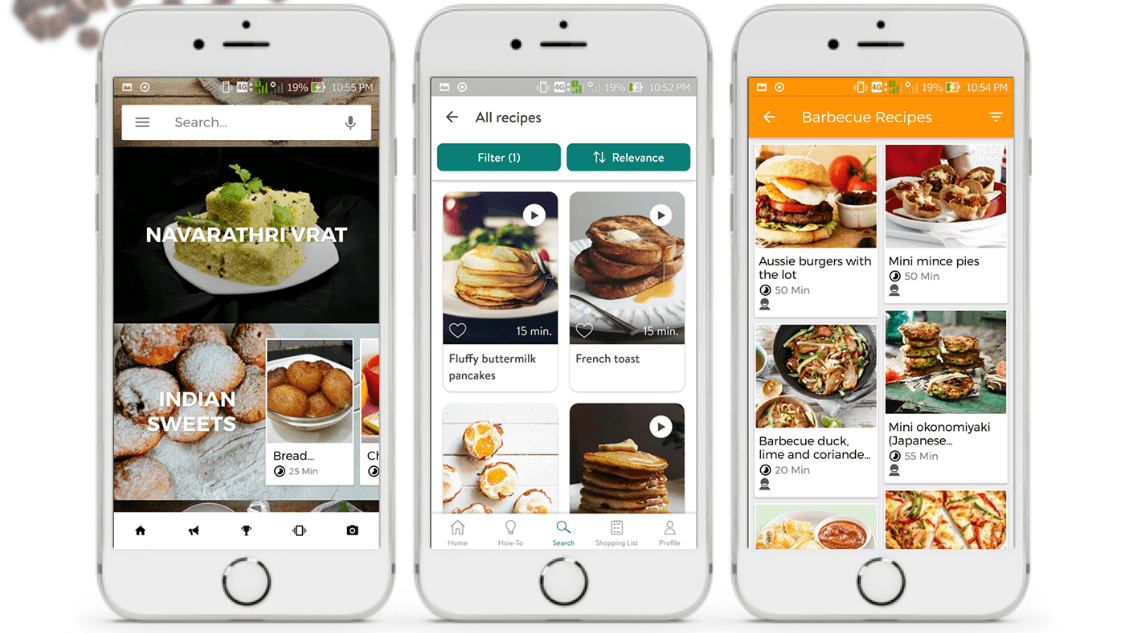 4G 19% 10:55 PM
Search...
NAVARATHRI VRAT
INDIAN
SWEETS
Bread...
25 Min
Ch
4G 19% 10:52 PM
All recipes
Filter (1)
Relevance
15 min.
Fluffy buttermilk
pancakes
15 min.
French toast
Home
How-To
Search
Shopping List
Profile
4G 19% 10:54 PM
Barbecue Recipes
Aussie burgers with
the lot
50 Min
Mini mince pies
50 Min
Barbecue duck,
lime and coriande...
20 Min
Mini okonomiyaki
(Japanese...
55 Min